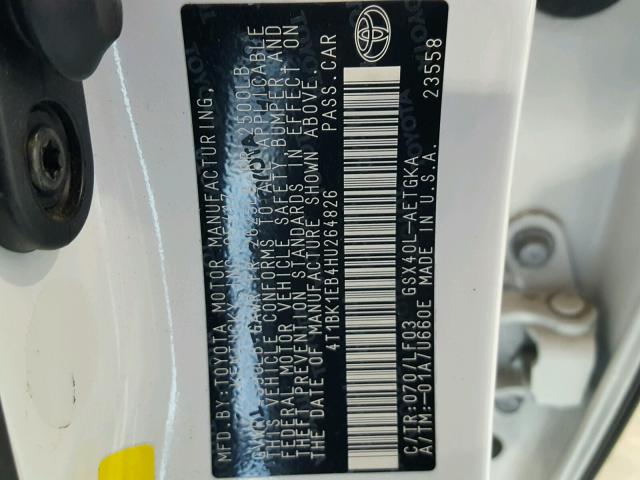 MFD BY: TOYOTA MOTOR MANUFACTURING,
THIS VEHICLE CONFORMS TO ALL APPLICABLE
FEDERAL MOTOR VEHICLE SAFETY, BUMPER AND
THEFT PREVENTION STANDARDS IN EFFECT ON
THE DATE OF MANUFACTURE SHOWN ABOVE.
4T1BK1EB4HU264826 PASS.CAR
C/TR:070/LF03 GSX40L-AETGKA
A/TM:-01A/U660E MADE IN U.S.A. 23558